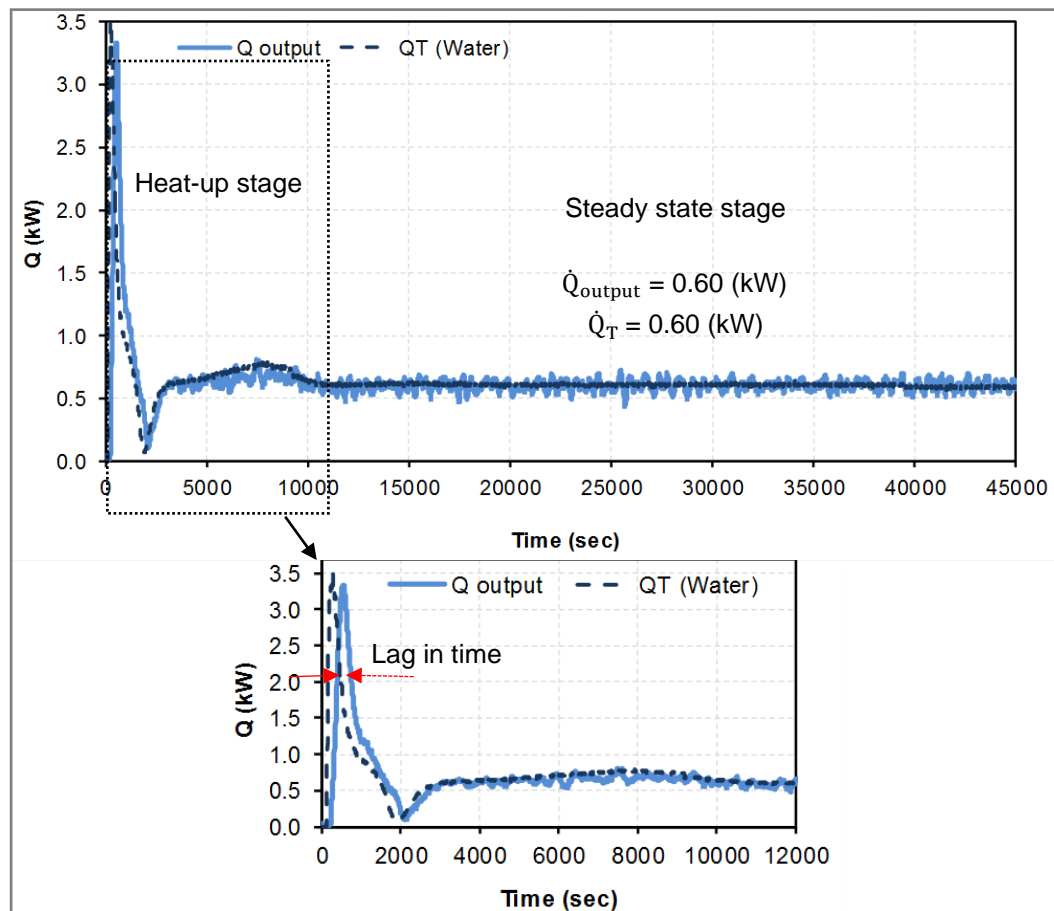 3.5
Q output QT (Water)
3.0
2.5
Heat-up stage
2.0
Steady state stage
Q (kW)
1.5
Q̇output = 0.60 (kW)
1.0
Q̇T = 0.60 (kW)
0.5
0.0
0 5000 10000 15000 20000 25000 30000 35000 40000 45000
Time (sec)
3.5
Q output QT (Water)
3.0
2.5
Lag in time
2.0
Q (kW)
1.5
1.0
0.5
0.0
0 2000 4000 6000 8000 10000 12000
Time (sec)